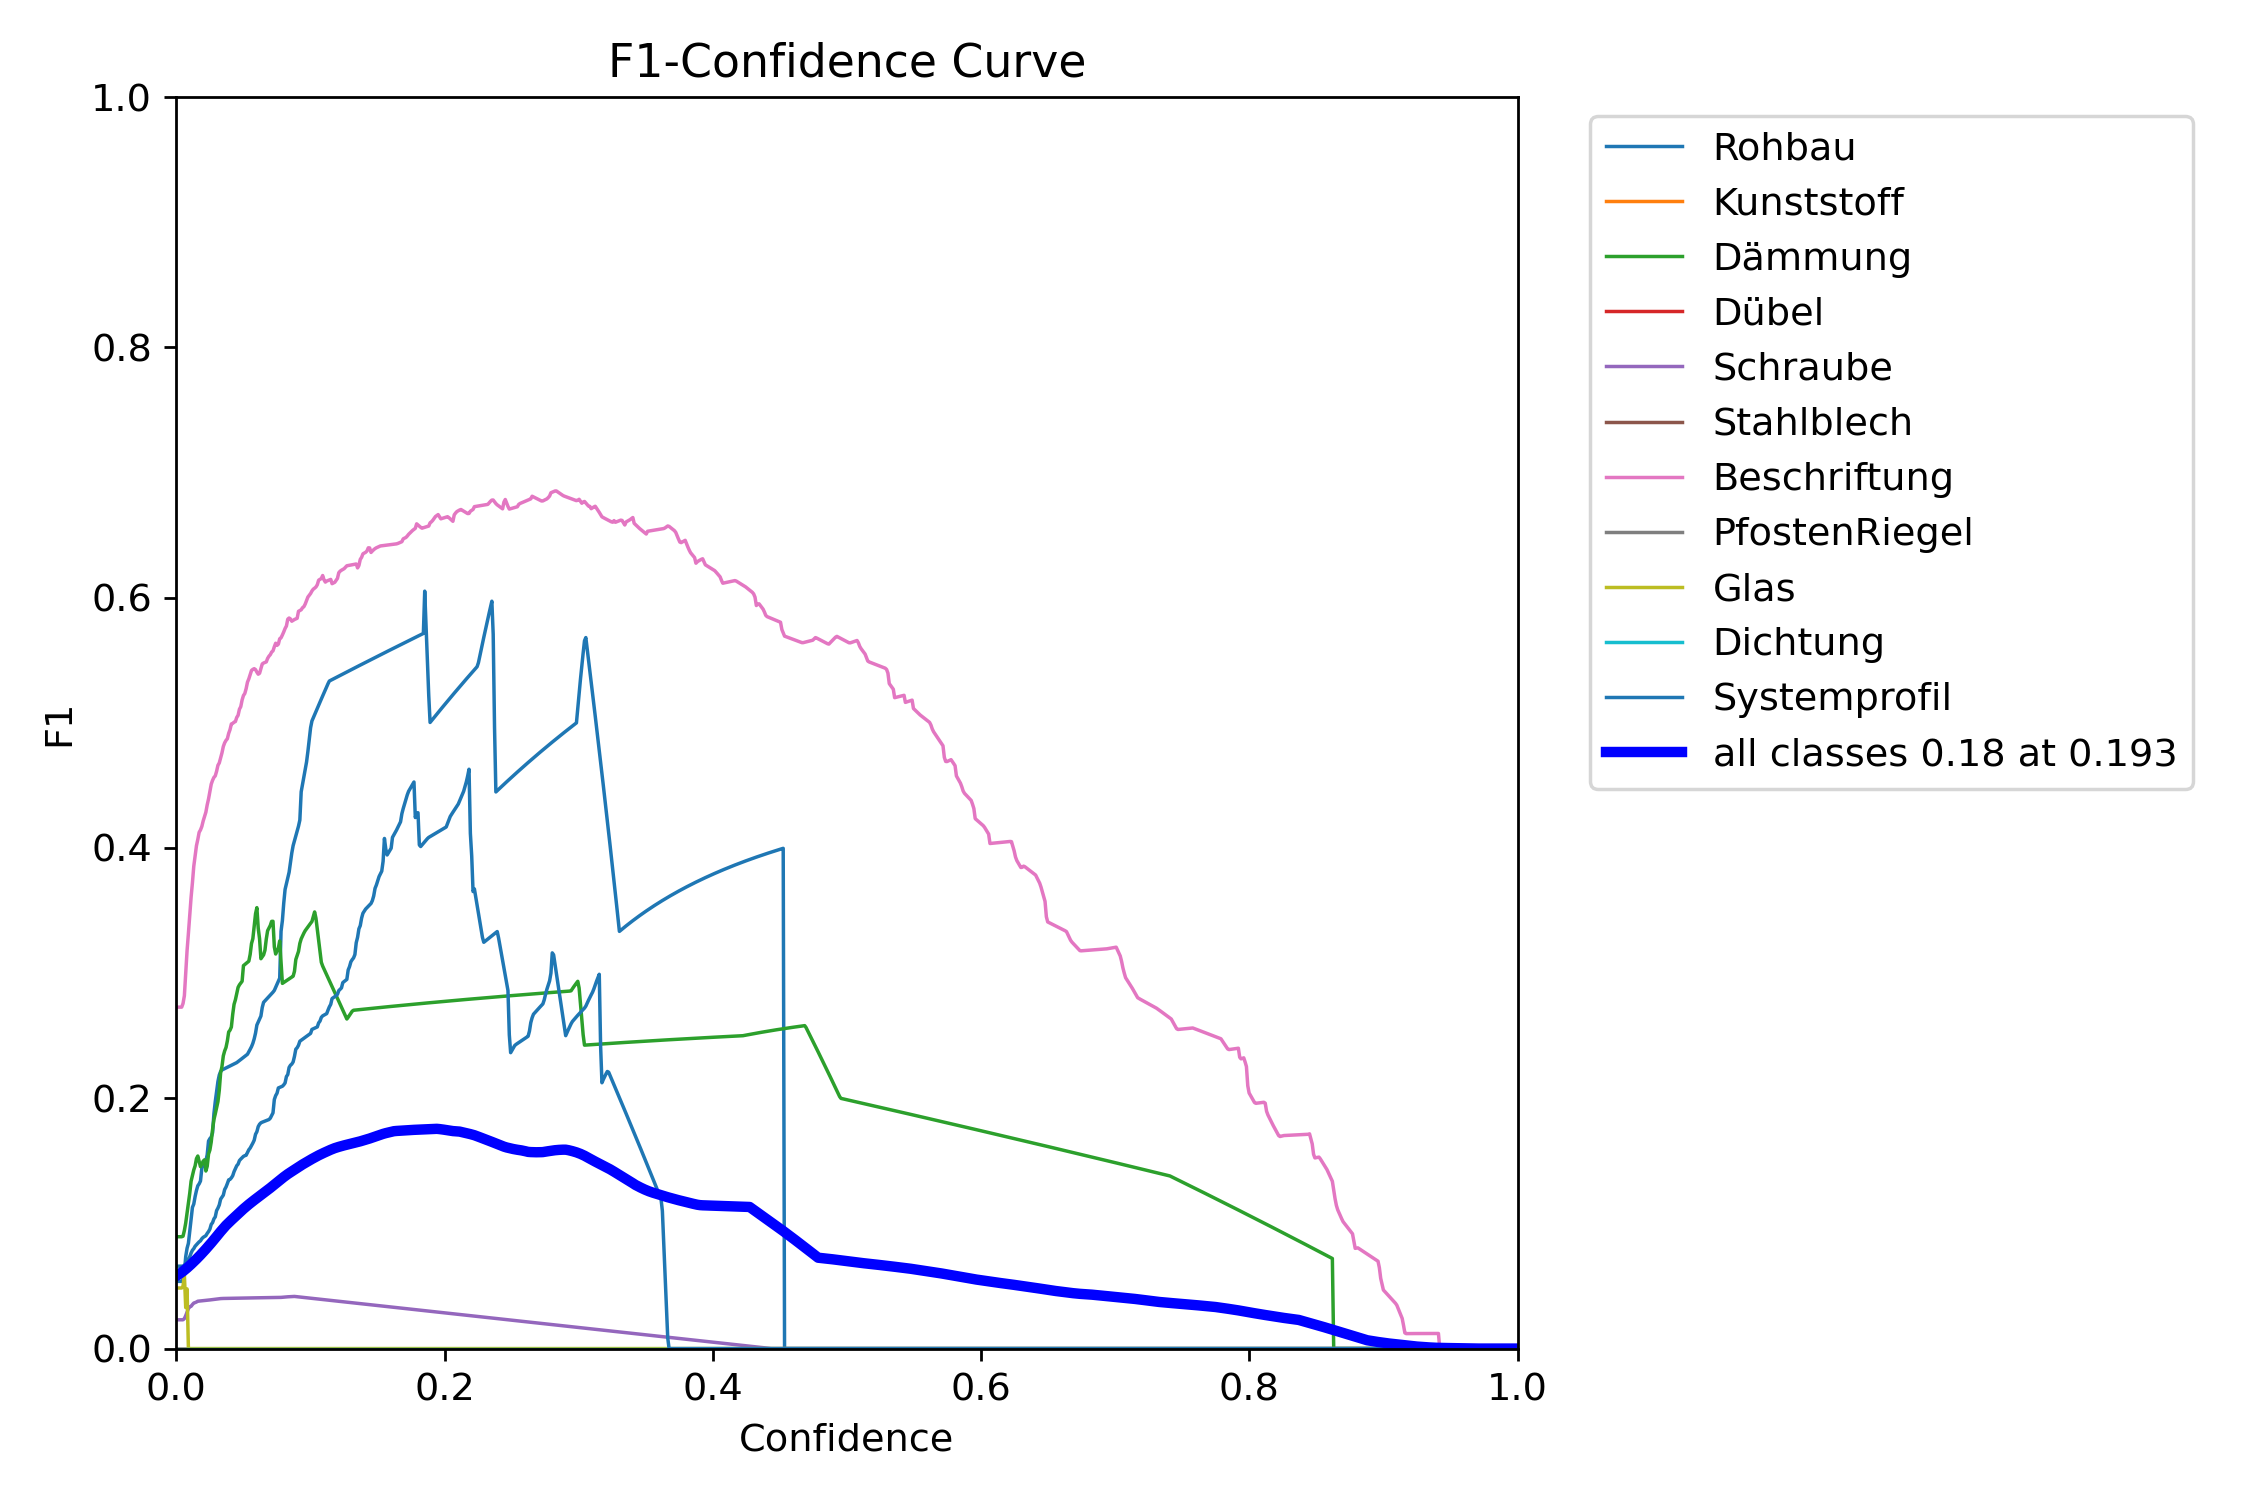 F1-Confidence Curve
1.0
0.8
0.6
0.4
0.2
0.0
F1
0.0 0.2 0.4 0.6 0.8 1.0
Confidence
Rohbau
Kunststoff
Dämmung
Dübel
Schraube
Stahlblech
Beschriftung
PfostenRiegel
Glas
Dichtung
Systemprofil
all classes 0.18 at 0.193